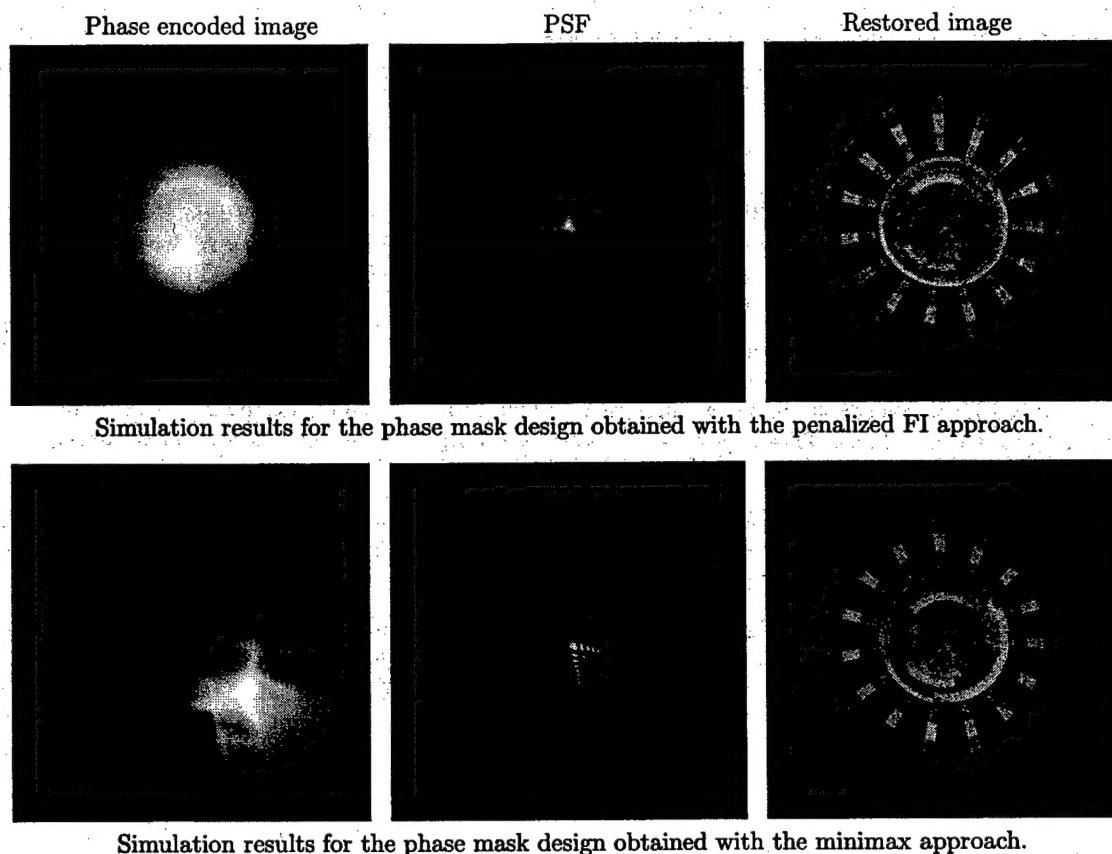 Phase encoded image PSF Restored image
Simulation results for the phase mask design obtained with the penalized FI approach.
Simulation results for the phase mask design obtained with the minimax approach.